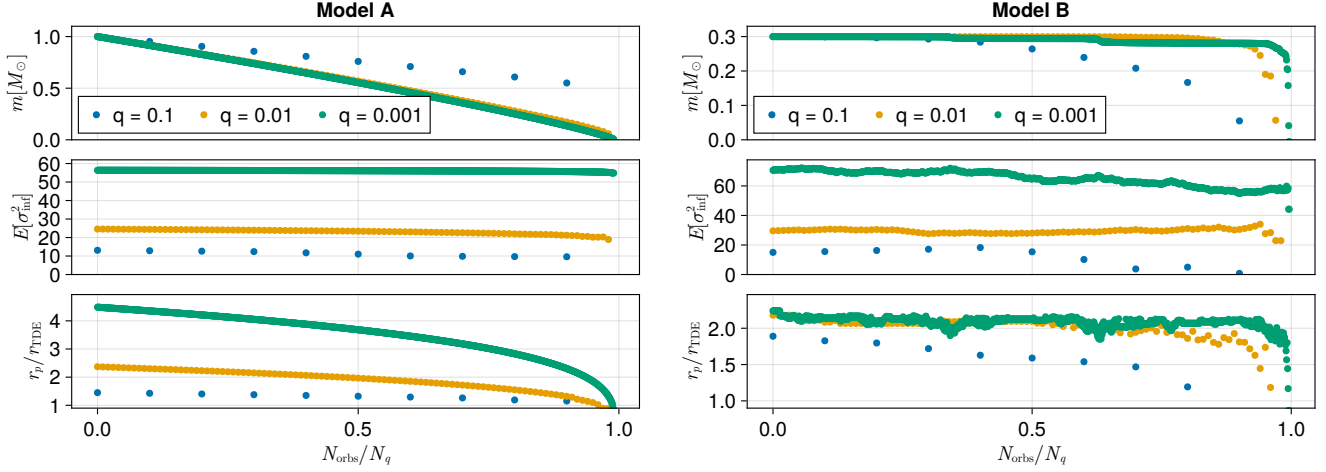 Model A
m[M⊙]
1.0
0.5
0.0
q = 0.1 q = 0.01 q = 0.001
E[σ²inf]
60
50
40
30
20
10
0
rp/rTDE
4
3
2
1
0.0 0.5 1.0
Norbs/Nq
Model B
m[M⊙]
0.3
0.2
0.1
0.0
q = 0.1 q = 0.01 q = 0.001
E[σ²inf]
60
40
20
0
rp/rTDE
2.0
1.5
1.0
0.0 0.5 1.0
Norbs/Nq